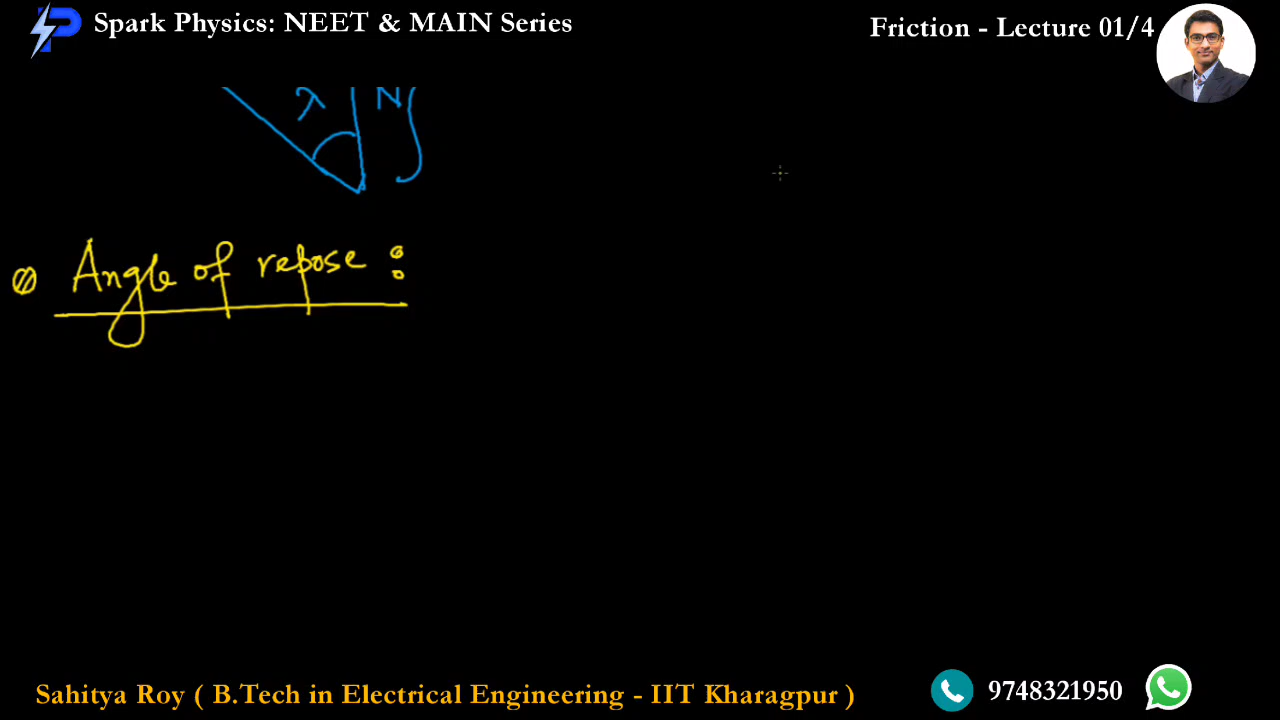 Spark Physics: NEET & MAIN Series
Friction - Lecture 01/4
λ N
Angle of repose :
Sahitya Roy ( B.Tech in Electrical Engineering - IIT Kharagpur )
9748321950